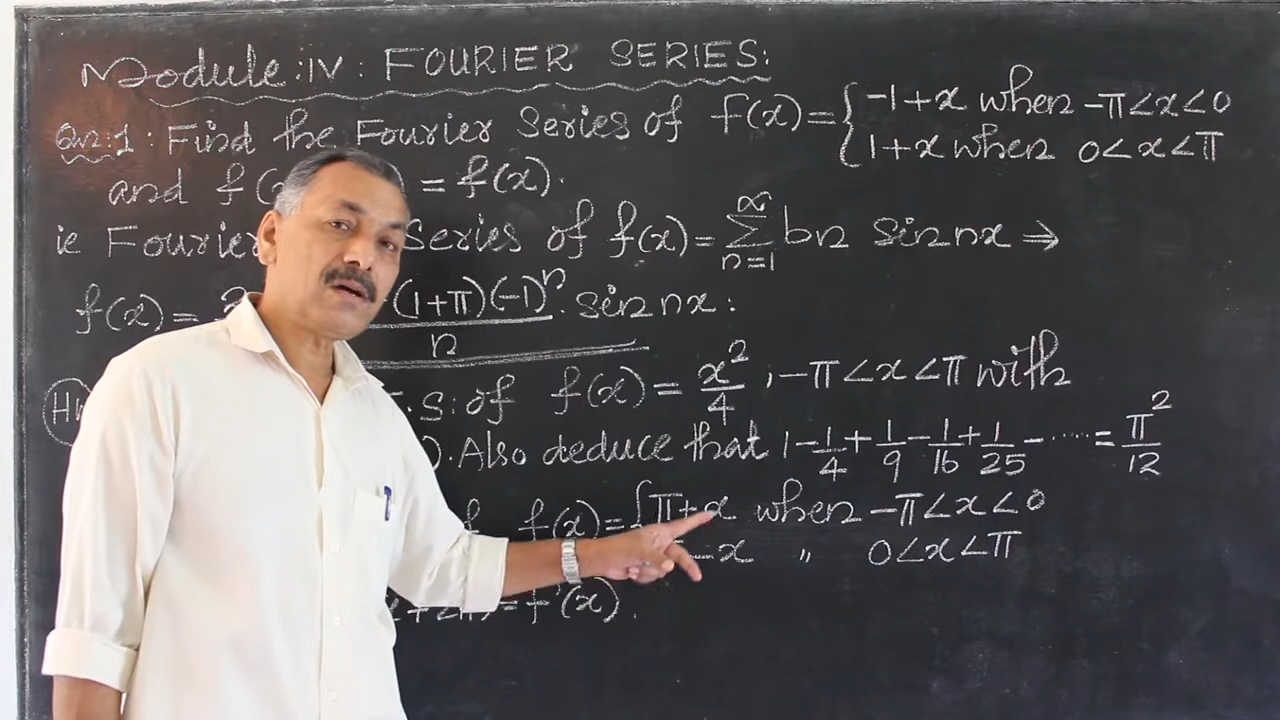 Module:IV: FOURIER SERIES:
Qn:1: Find the Fourier Series of f(x)={-1+x when -π<x<0
1+x when 0<x<π
and f( ) = f(x).
ie Fourier Series of f(x)=∑_{n=1}^{∞} bn sin nx ⇒
f(x) = (1+π)(-1)^n / n . sin nx:
S: of f(x) = x²/4, -π<x<π with
). Also deduce that 1-1/4+1/9-1/16+1/25-.....=π²/12
f(x)={π+x when -π<x<0
-x " 0<x<π
+2π)=f(x).